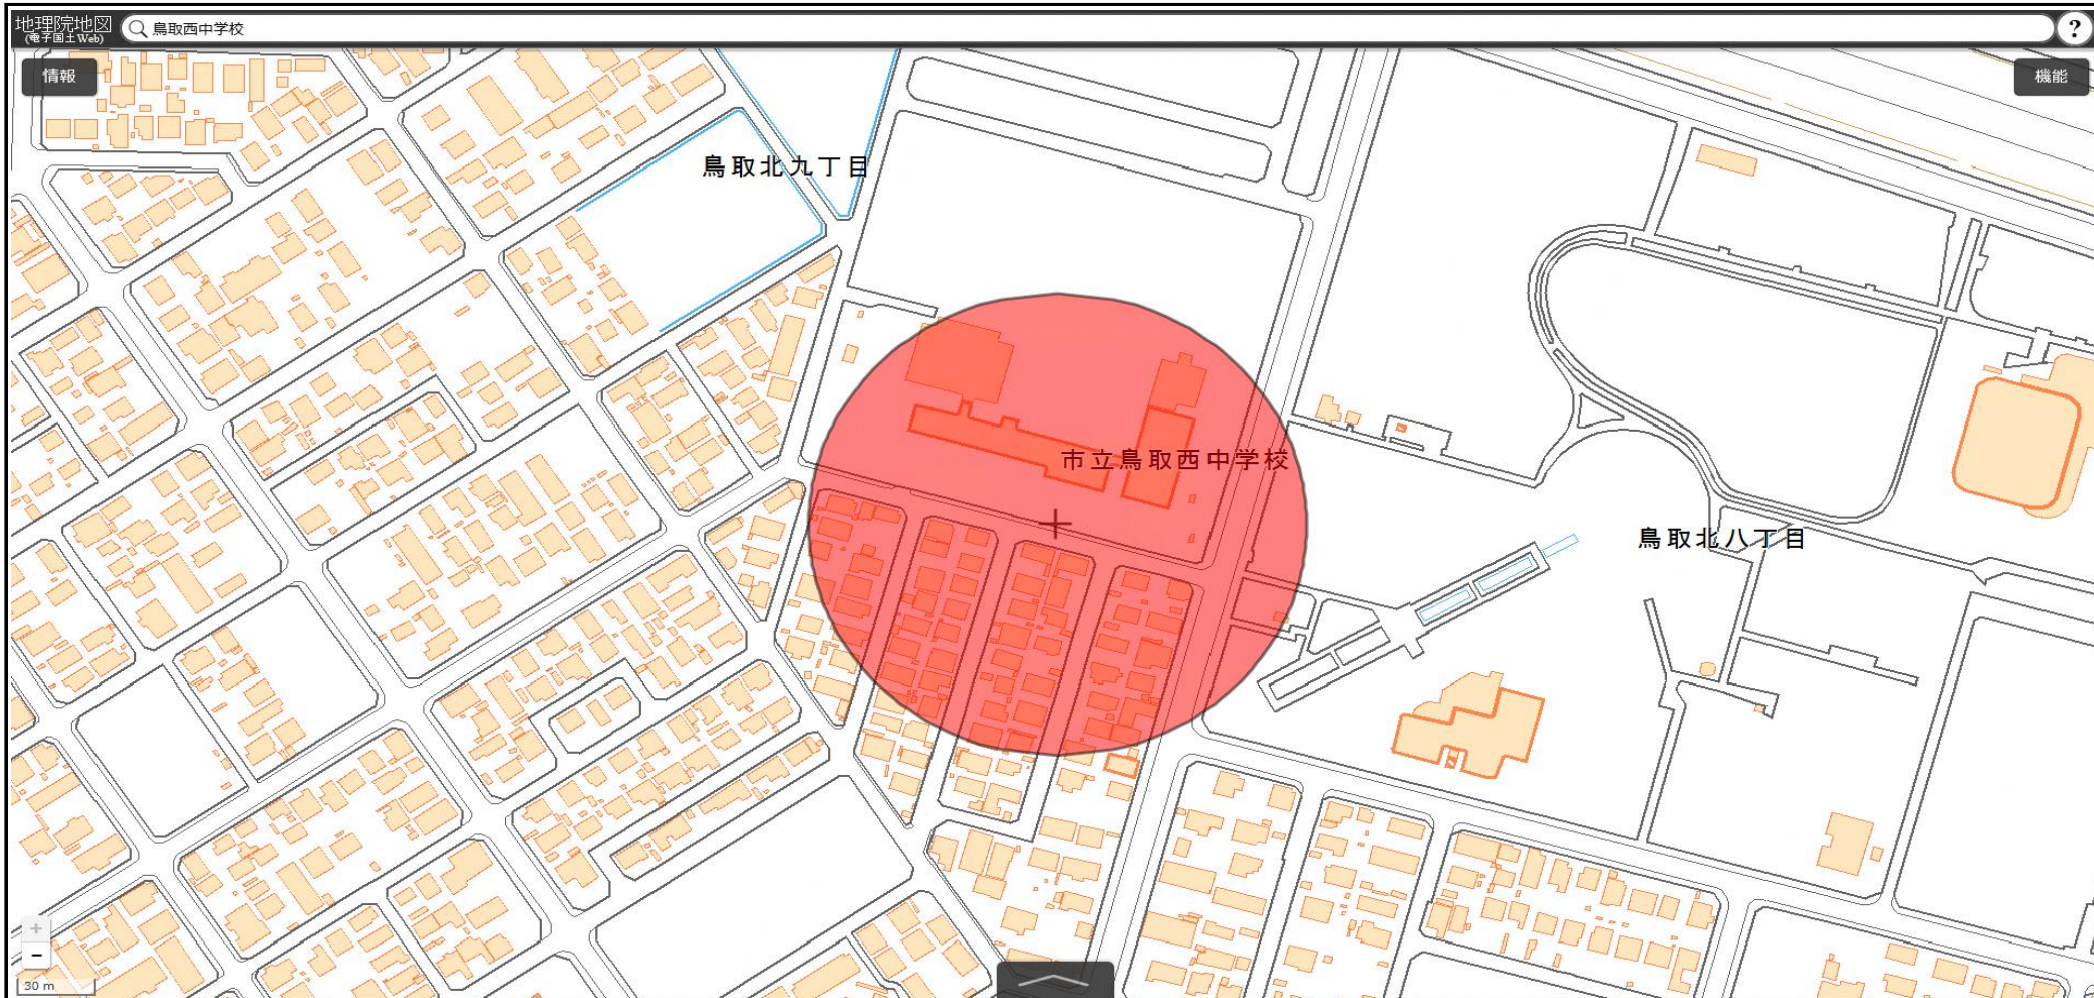 地理院地図
(電子国土Web)
鳥取西中学校
?
情報
機能
鳥取北九丁目
市立鳥取西中学校
鳥取北八丁目
+
-
30 m